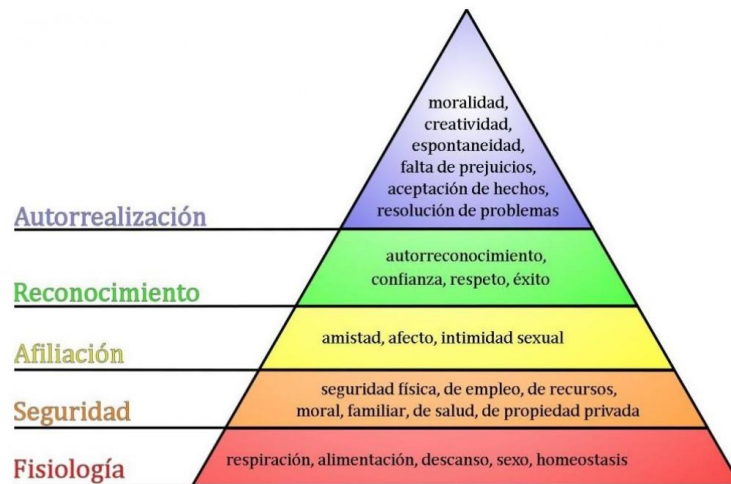 moralidad,
creatividad,
espontaneidad,
falta de prejuicios,
aceptación de hechos,
resolución de problemas
Autorrealización
autorreconocimiento,
confianza, respeto, éxito
Reconocimiento
amistad, afecto, intimidad sexual
Afiliación
seguridad física, de empleo, de recursos,
moral, familiar, de salud, de propiedad privada
Seguridad
respiración, alimentación, descanso, sexo, homeostasis
Fisiología